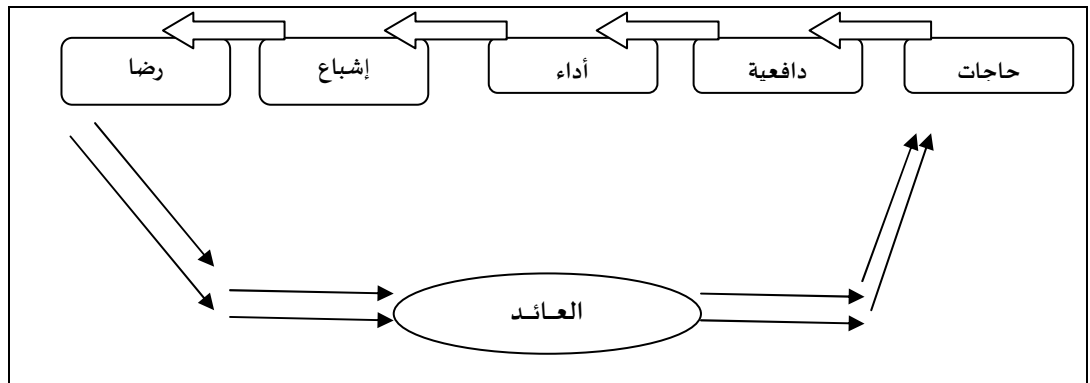 حاجات
دافعية
أداء
إشباع
رضا
العـائـد